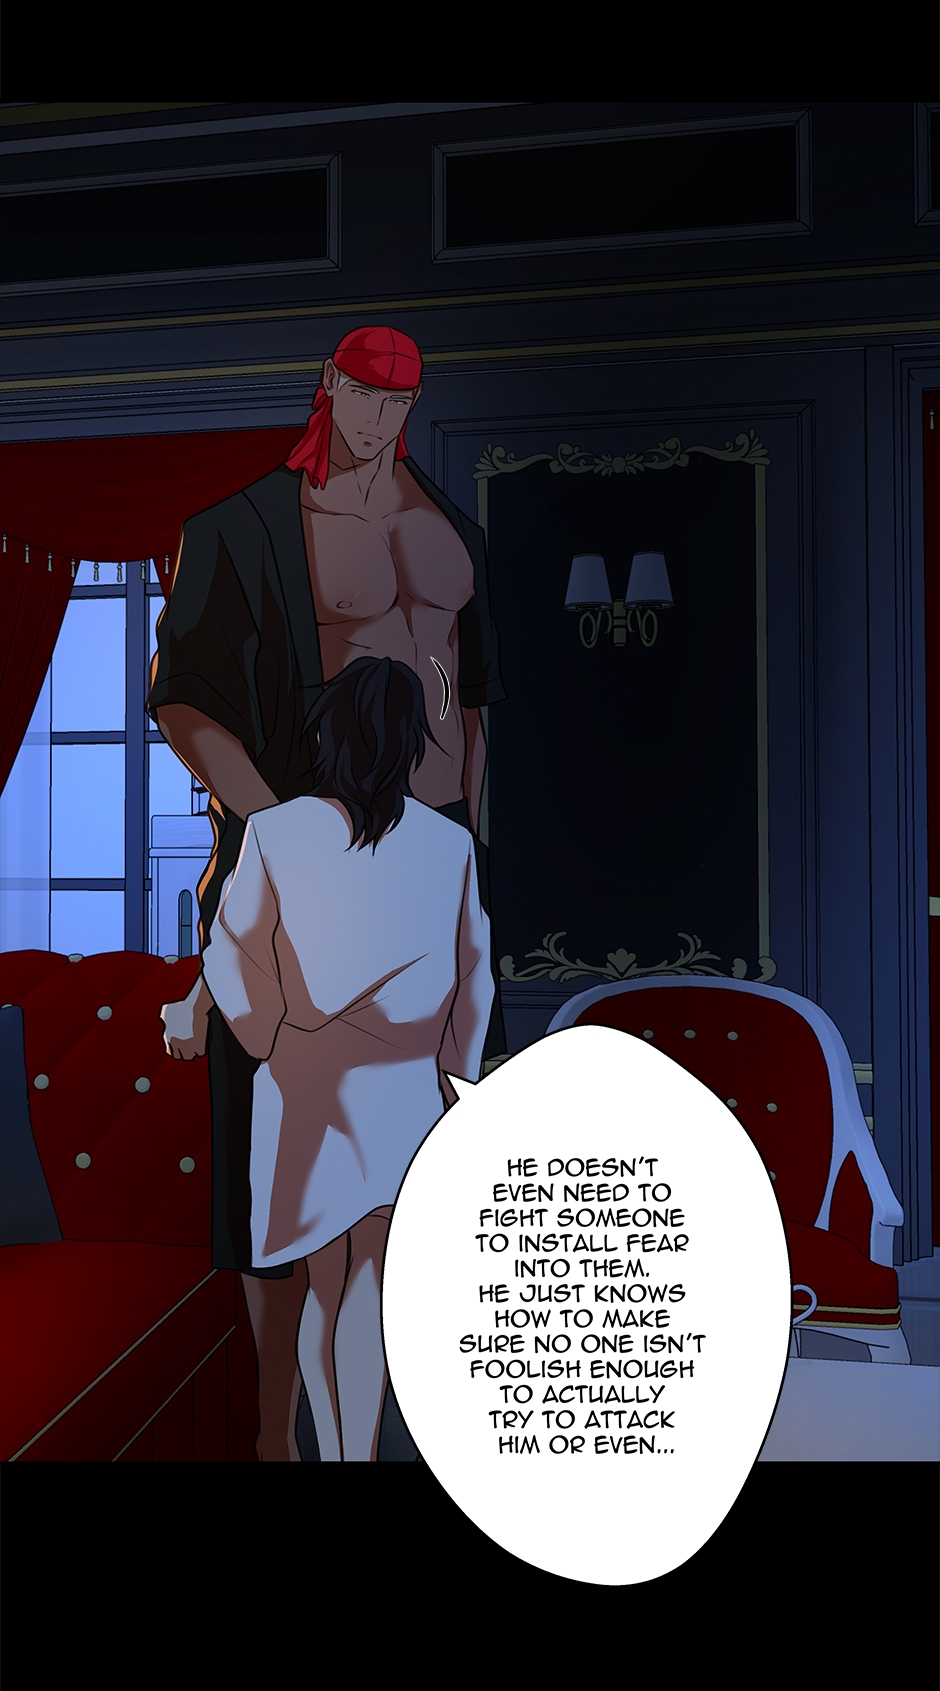 HE DOESN'T
EVEN NEED TO
FIGHT SOMEONE
TO INSTALL FEAR
INTO THEM.
HE JUST KNOWS
HOW TO MAKE
SURE NO ONE ISN'T
FOOLISH ENOUGH
TO ACTUALLY
TRY TO ATTACK
HIM OR EVEN...